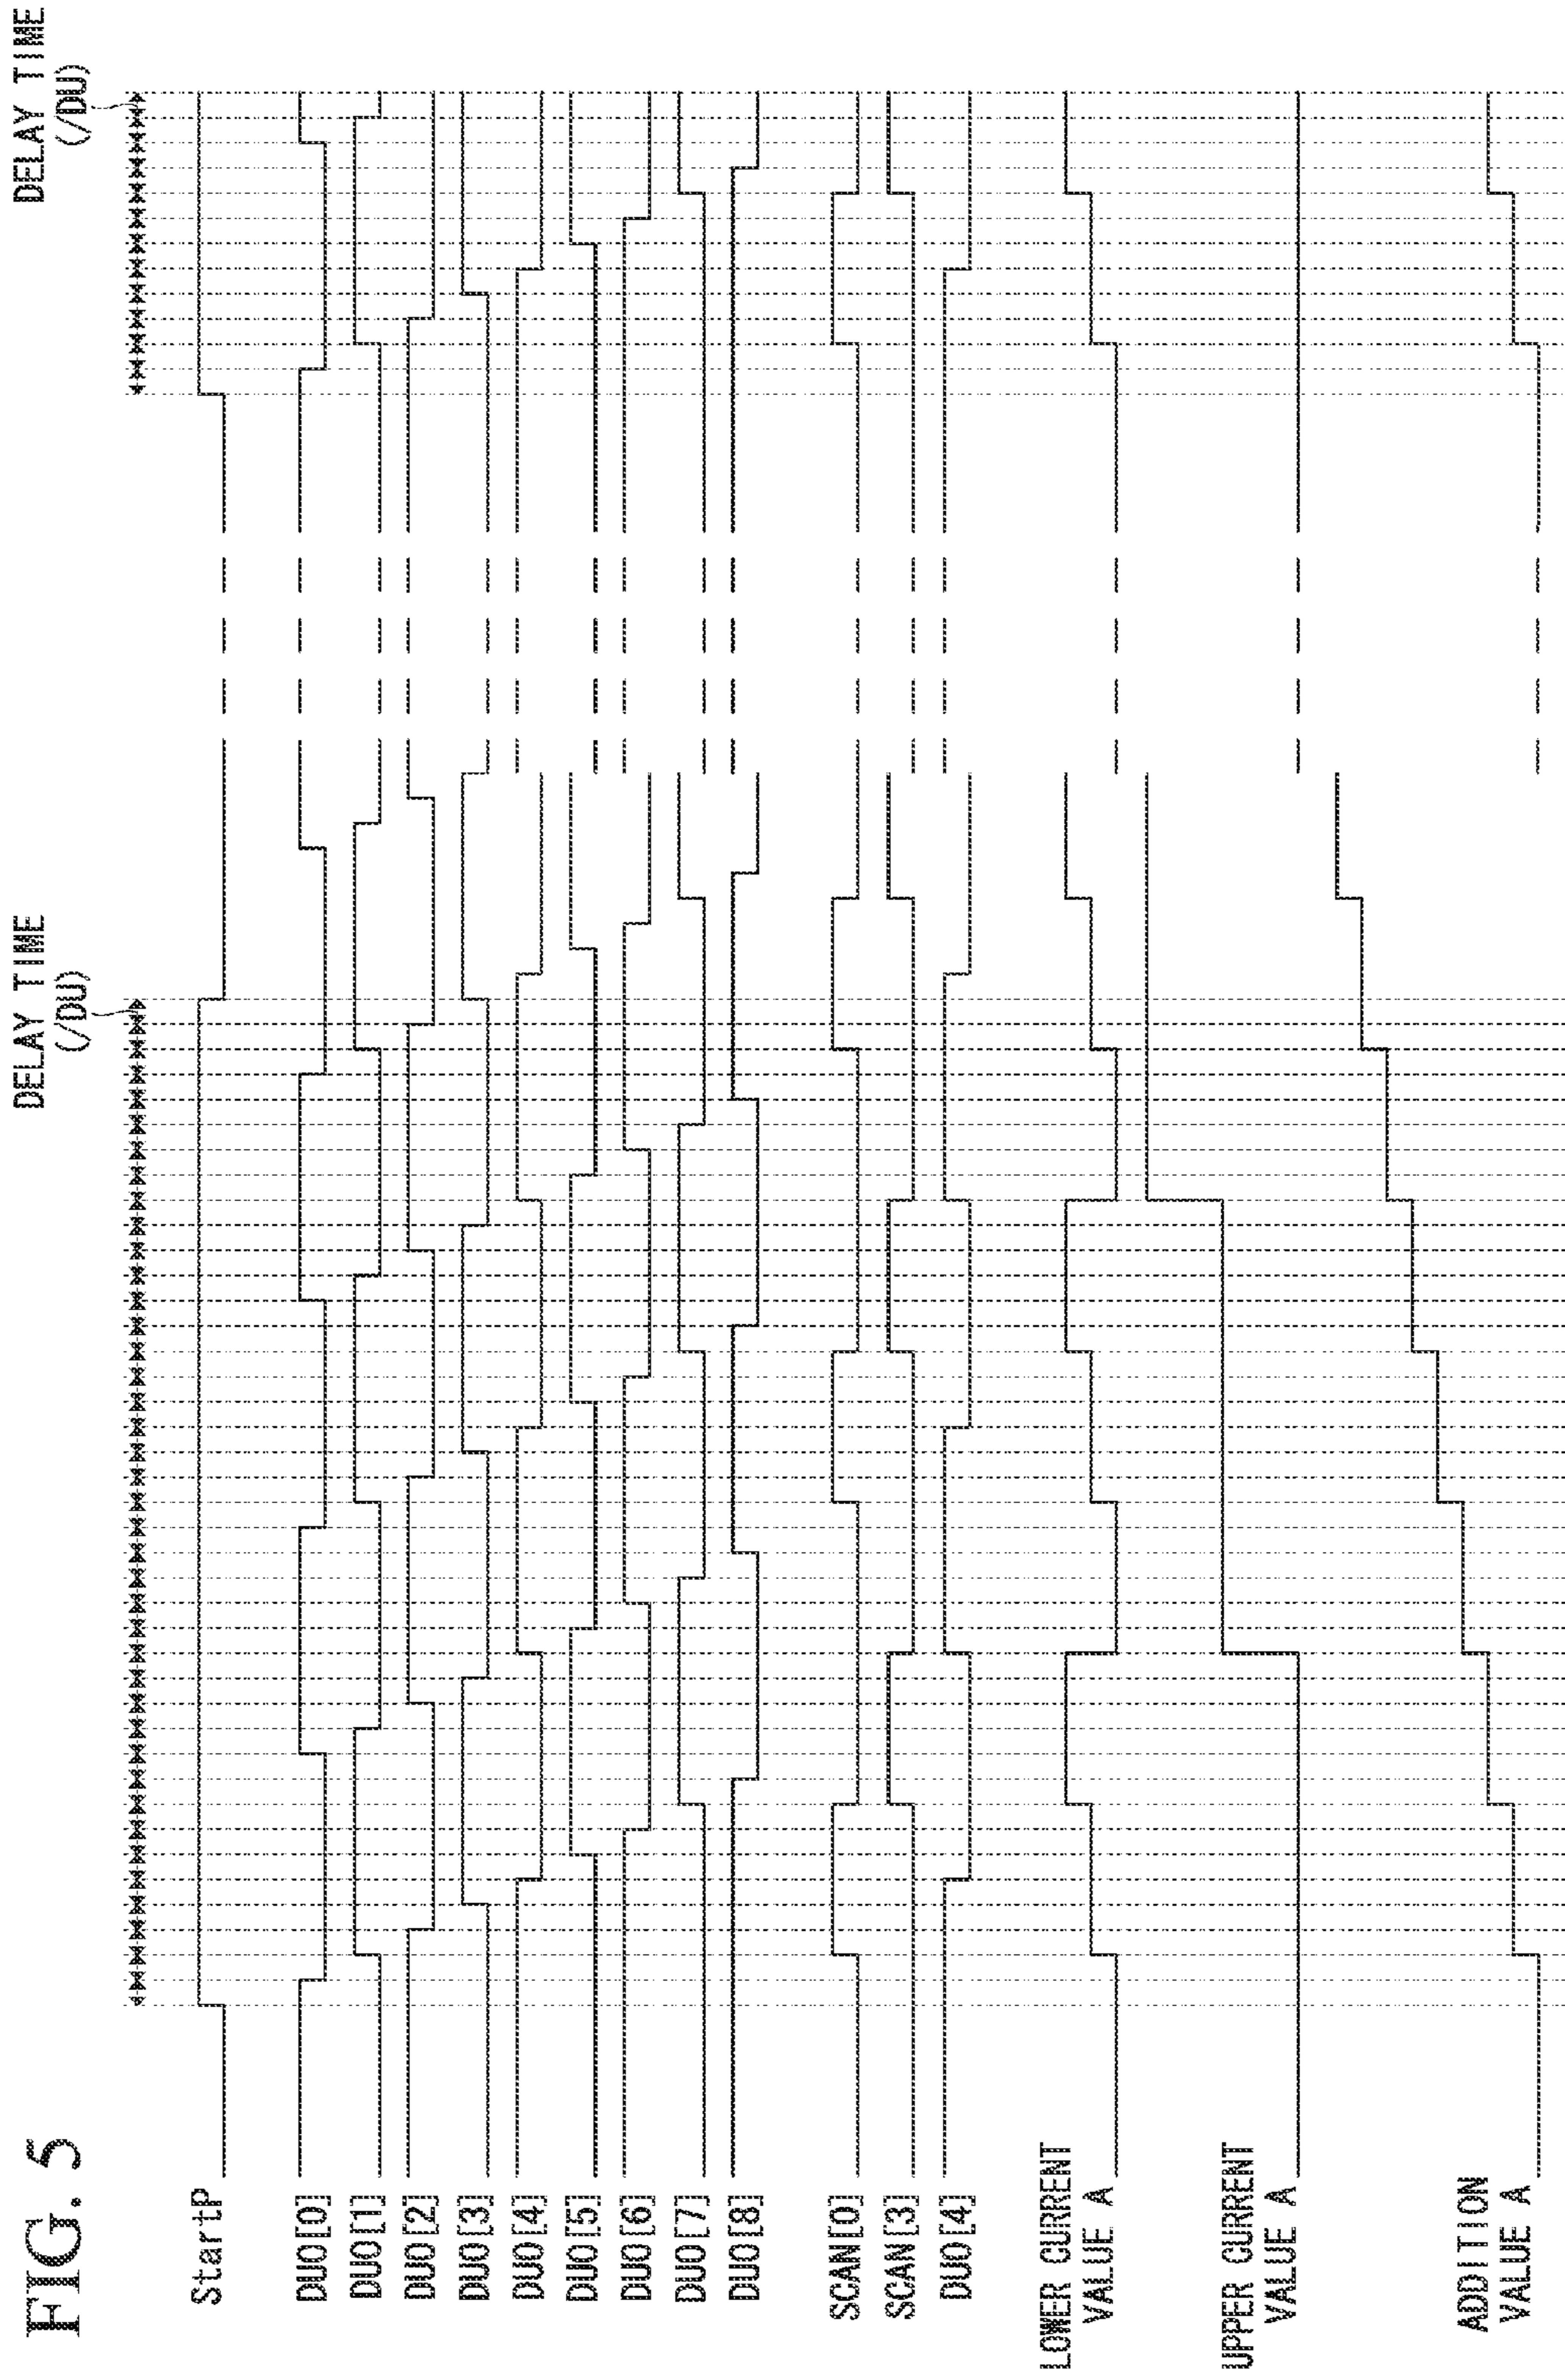 FIG. 5
DELAY TIME
(/DU)
DELAY TIME
(/DU)
StartP
DUO[0]
DUO[1]
DUO[2]
DUO[3]
DUO[4]
DUO[5]
DUO[6]
DUO[7]
DUO[8]
SCAN[0]
SCAN[3]
DUO[4]
LOWER CURRENT
VALUE A
UPPER CURRENT
VALUE A
ADDITION
VALUE A